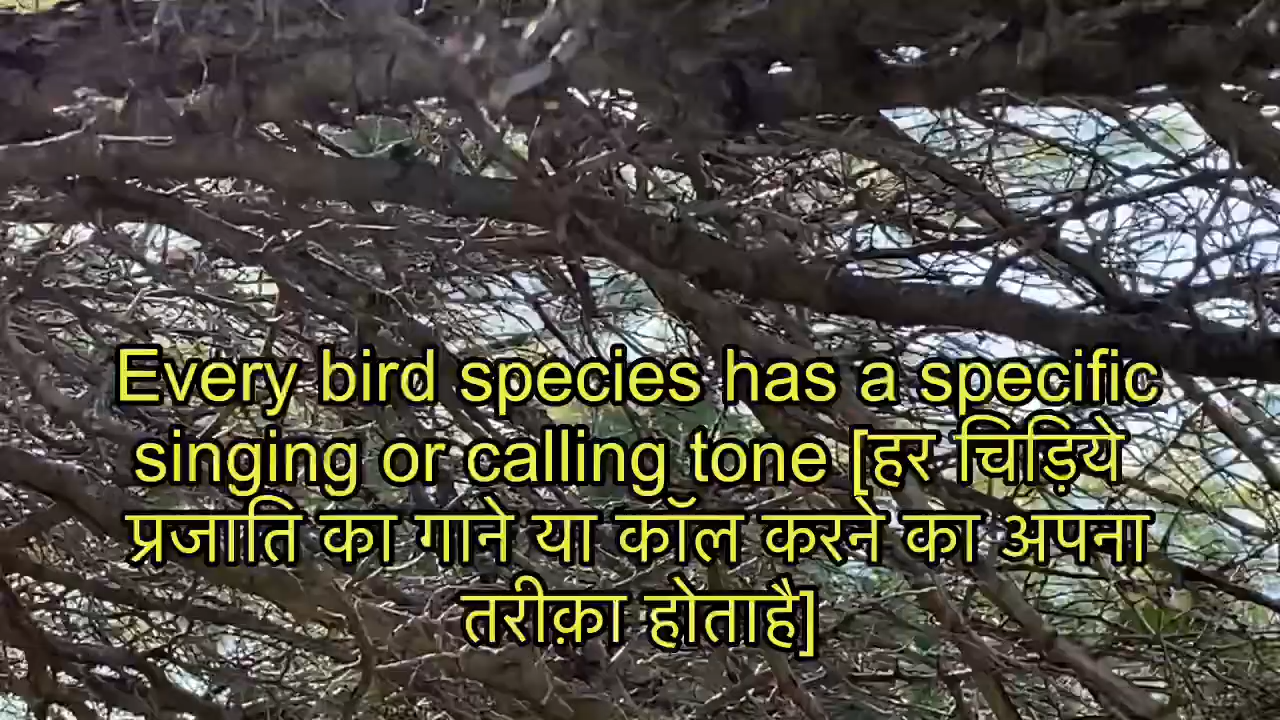 Every bird species has a specific
singing or calling tone [हर चिड़िये
प्रजाति का गाने या कॉल करने का अपना
तरीक़ा होताहै]